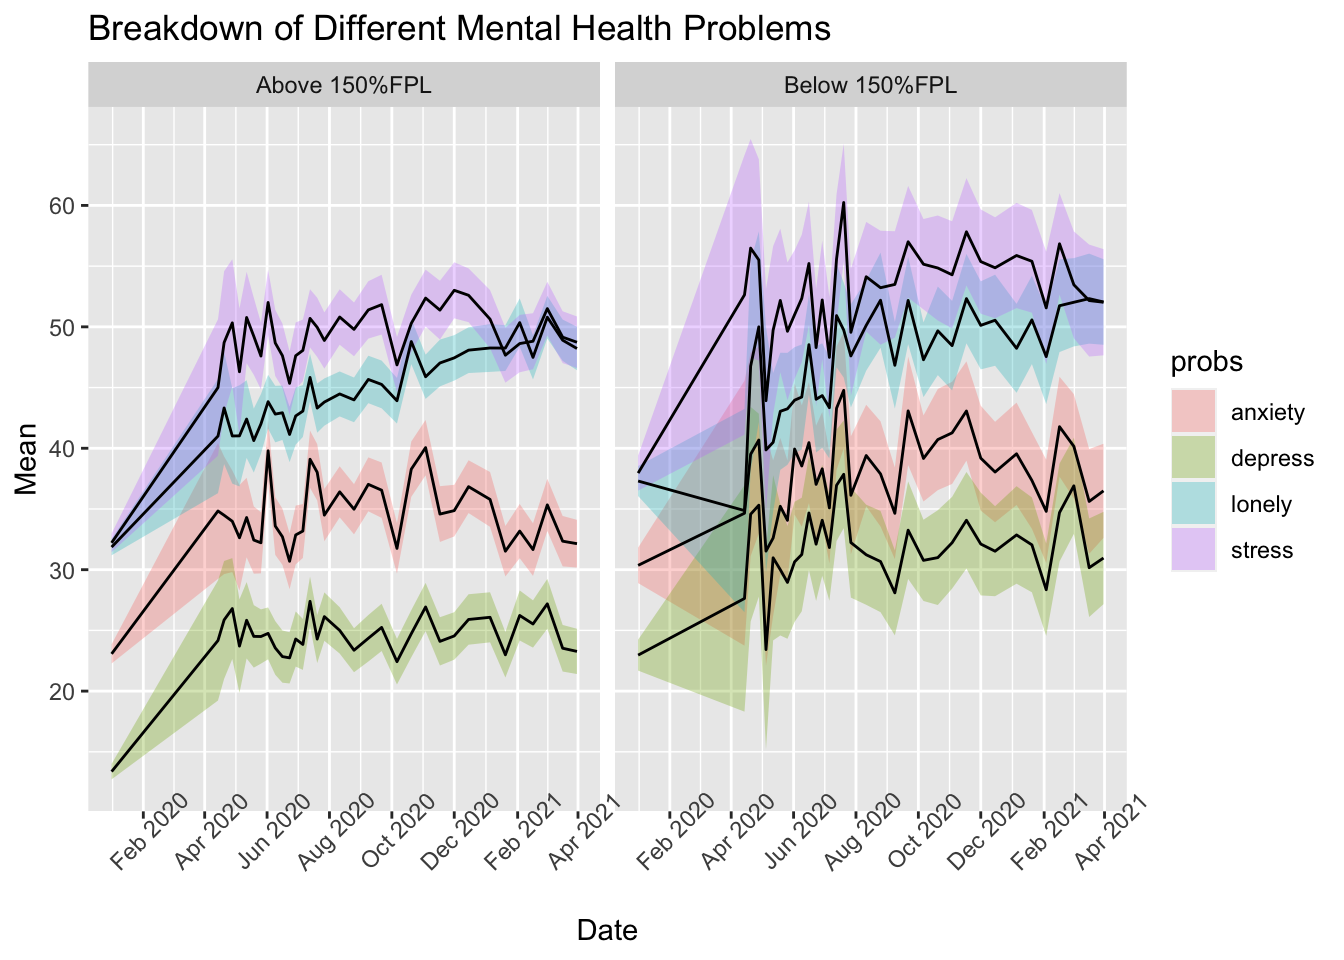 Breakdown of Different Mental Health Problems
Above 150%FPL
Below 150%FPL
60
50
40
30
20
Mean
Feb 2020
Apr 2020
Jun 2020
Aug 2020
Oct 2020
Dec 2020
Feb 2021
Apr 2021
Feb 2020
Apr 2020
Jun 2020
Aug 2020
Oct 2020
Dec 2020
Feb 2021
Apr 2021
Date
probs
anxiety
depress
lonely
stress